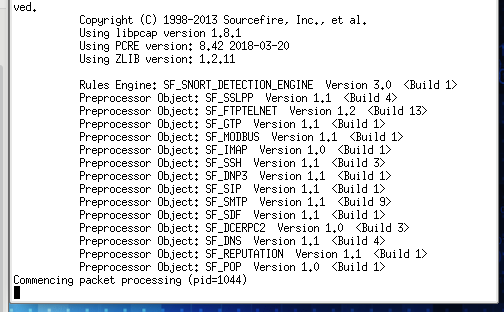 ved.
Copyright (C) 1998-2013 Sourcefire, Inc., et al.
Using libpcap version 1.8.1
Using PCRE version: 8.42 2018-03-20
Using ZLIB version: 1.2.11
Rules Engine: SF_SNORT_DETECTION_ENGINE  Version 3.0  <Build 1>
Preprocessor Object: SF_SSLPP  Version 1.1  <Build 4>
Preprocessor Object: SF_FTPTELNET  Version 1.2  <Build 13>
Preprocessor Object: SF_GTP  Version 1.1  <Build 1>
Preprocessor Object: SF_MODBUS  Version 1.1  <Build 1>
Preprocessor Object: SF_IMAP  Version 1.0  <Build 1>
Preprocessor Object: SF_SSH  Version 1.1  <Build 3>
Preprocessor Object: SF_DNP3  Version 1.1  <Build 1>
Preprocessor Object: SF_SIP  Version 1.1  <Build 1>
Preprocessor Object: SF_SMTP  Version 1.1  <Build 9>
Preprocessor Object: SF_SDF  Version 1.1  <Build 1>
Preprocessor Object: SF_DCERPC2  Version 1.0  <Build 3>
Preprocessor Object: SF_DNS  Version 1.1  <Build 4>
Preprocessor Object: SF_REPUTATION  Version 1.1  <Build 1>
Preprocessor Object: SF_POP  Version 1.0  <Build 1>
Commencing packet processing (pid=1044)